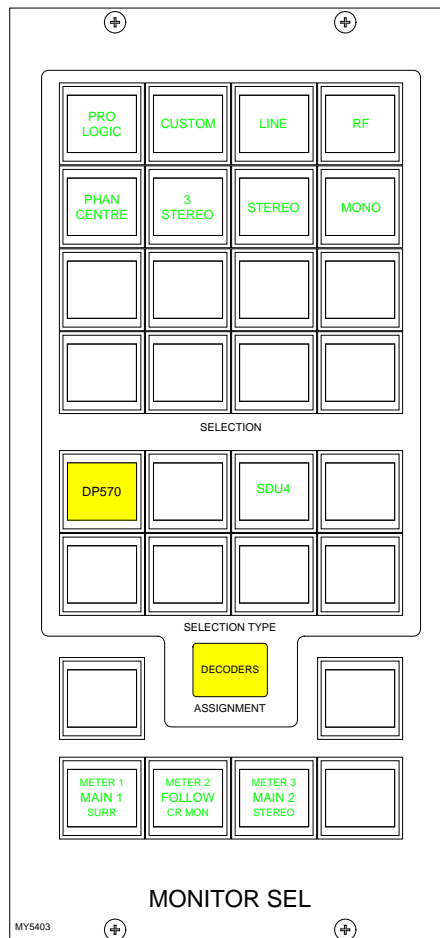 PRO
LOGIC
CUSTOM
LINE
RF
PHAN
CENTRE
3
STEREO
STEREO
MONO
SELECTION
DP570
SDU4
SELECTION TYPE
DECODERS
ASSIGNMENT
METER 1
MAIN 1
SURR
METER 2
FOLLOW
CR MON
METER 3
MAIN 2
STEREO
MONITOR SEL
MY5403